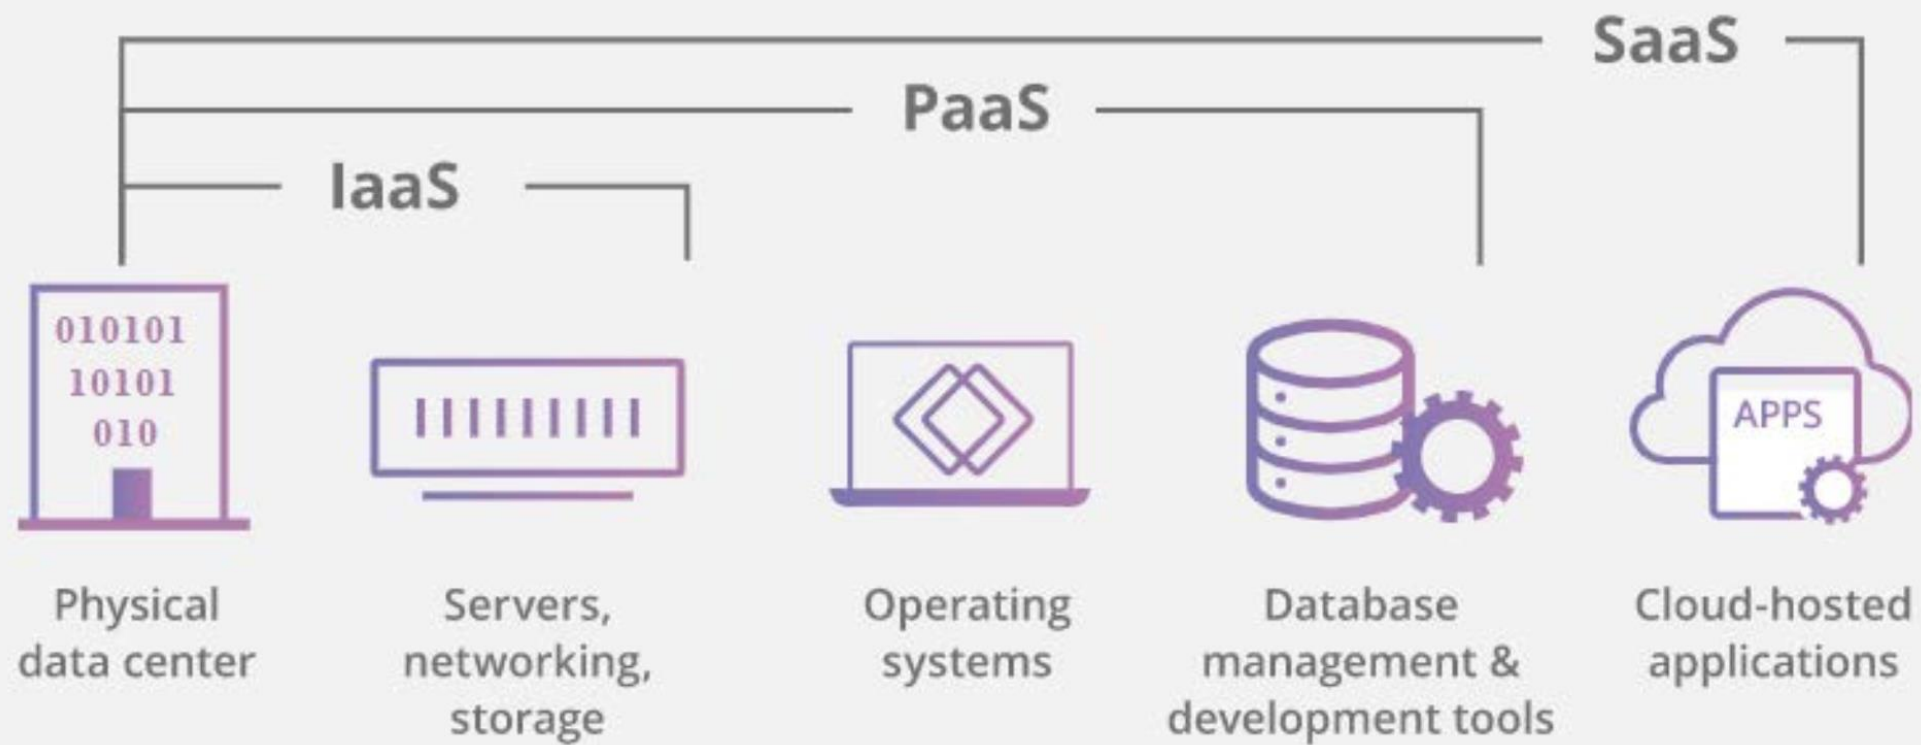 SaaS
PaaS
IaaS
010101
10101
010
APPS
Physical
data center
Servers,
networking,
storage
Operating
systems
Database
management &
development tools
Cloud-hosted
applications